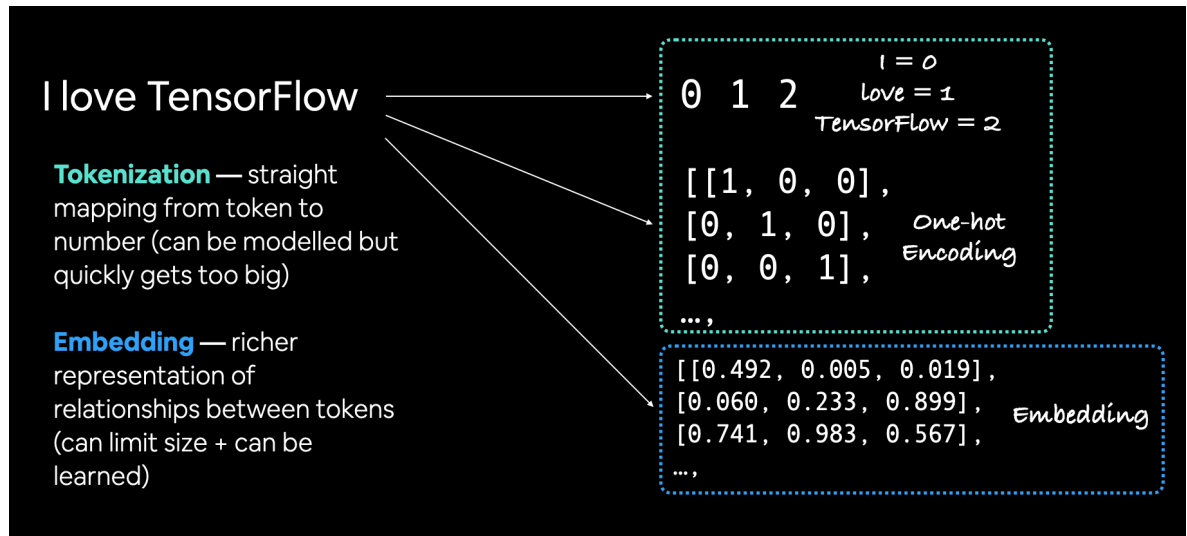 I love TensorFlow
Tokenization — straight
mapping from token to
number (can be modelled but
quickly gets too big)
Embedding — richer
representation of
relationships between tokens
(can limit size + can be
learned)
0 1 2
I = 0
love = 1
TensorFlow = 2
[[1, 0, 0],
[0, 1, 0],
[0, 0, 1],
…,
One-hot
Encoding
[[0.492, 0.005, 0.019],
[0.060, 0.233, 0.899],
[0.741, 0.983, 0.567],
…,
Embedding